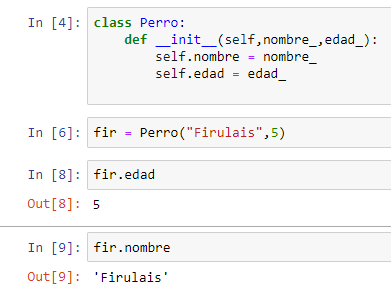 In [4]: class Perro:
def __init__(self,nombre_,edad_):
self.nombre = nombre_
self.edad = edad_
In [6]: fir = Perro("Firulais",5)
In [8]: fir.edad
Out[8]: 5
In [9]: fir.nombre
Out[9]: 'Firulais'